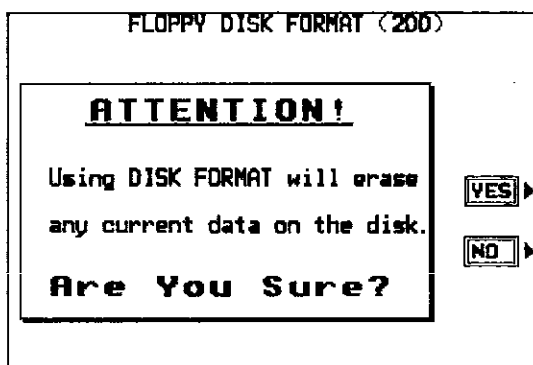 FLOPPY DISK FORMAT (200)
ATTENTION!
Using DISK FORMAT will erase
any current data on the disk.
Are You Sure?
YES
NO